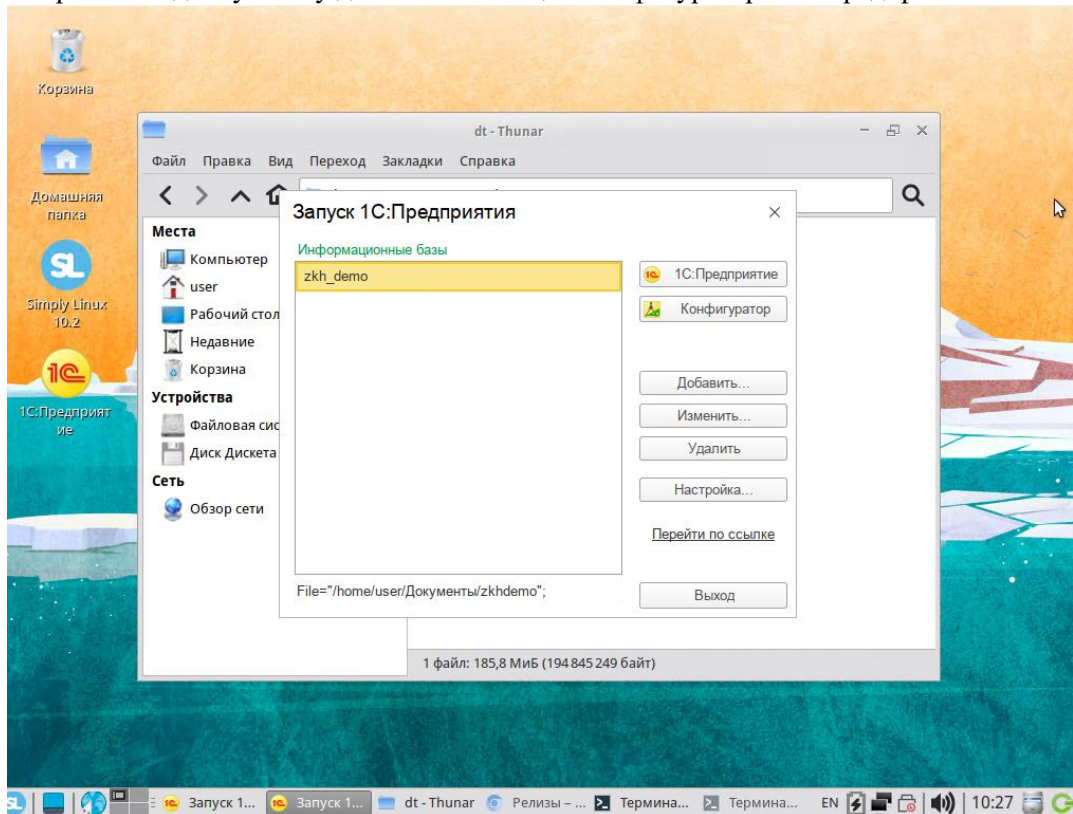 Корзина
Домашняя
папка
Simply Linux
10.2
1С:Предприят
ие
dt - Thunar
Файл Правка Вид Переход Закладки Справка
Места
Компьютер
user
Рабочий стол
Недавние
Корзина
Устройства
Файловая сис
Диск Дискета
Сеть
Обзор сети
Запуск 1С:Предприятия
Информационные базы
zkh_demo
1С:Предприятие
Конфигуратор
Добавить...
Изменить...
Удалить
Настройка...
Перейти по ссылке
File="/home/user/Документы/zkhdemo";
Выход
1 файл: 185,8 МиБ (194 845 249 байт)
Запуск 1... Запуск 1... dt - Thunar Релизы – ... Термина... Термина... EN 10:27